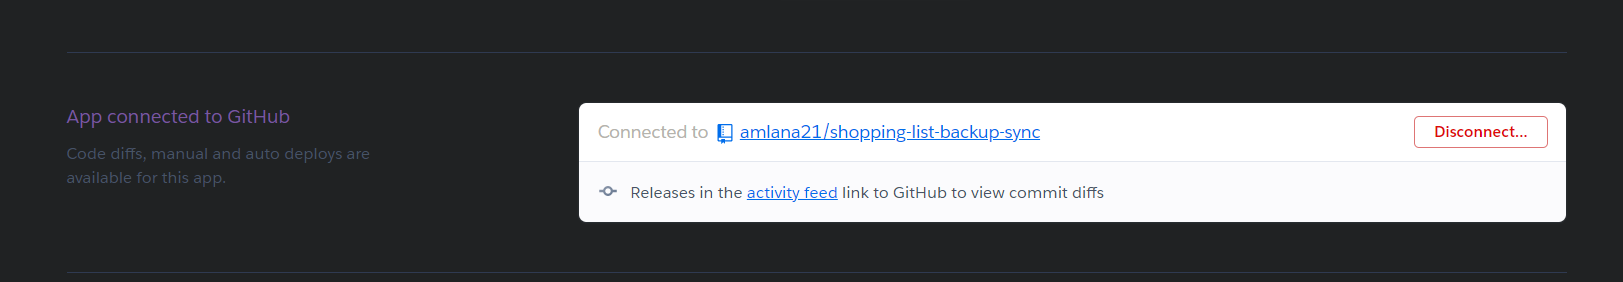 App connected to GitHub
Code diffs, manual and auto deploys are
available for this app.
Connected to amlana21/shopping-list-backup-sync
Disconnect...
Releases in the activity feed link to GitHub to view commit diffs